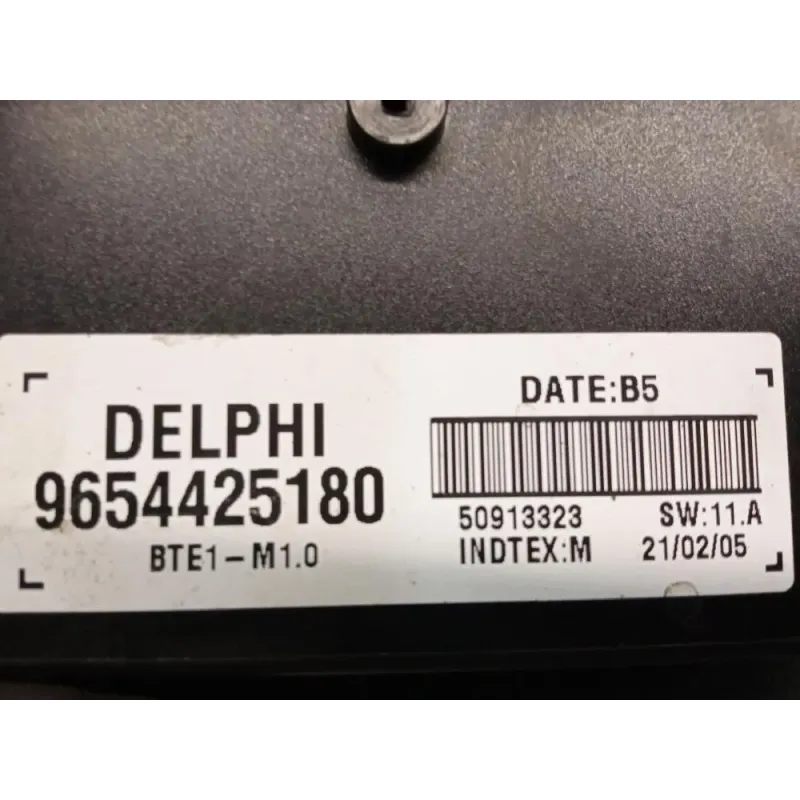 DELPHI
9654425180
BTE1-M1.0
DATE:B5
50913323 SW:11.A
INDTEX:M 21/02/05